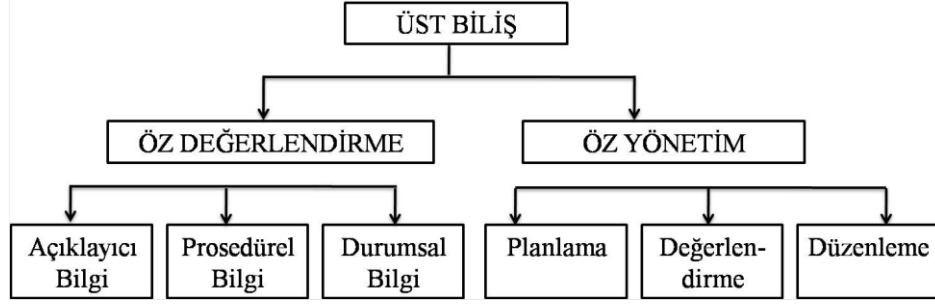 ÜST BİLİŞ
ÖZ DEĞERLENDİRME
ÖZ YÖNETİM
Açıklayıcı
Bilgi
Prosedürel
Bilgi
Durumsal
Bilgi
Planlama
Değerlen-
dirme
Düzenleme